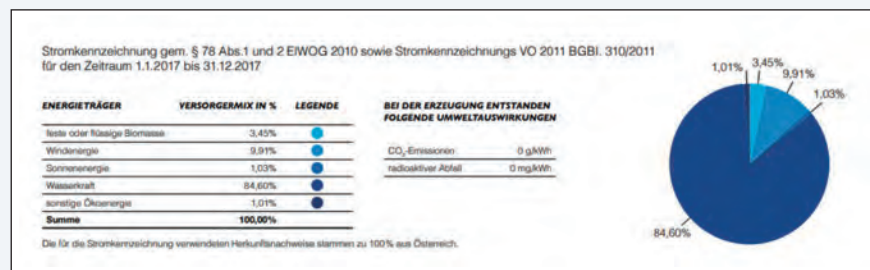 Stromkennzeichnung gem. § 78 Abs.1 und 2 ElWOG 2010 sowie Stromkennzeichnungs VO 2011 BGBl. 310/2011
für den Zeitraum 1.1.2017 bis 31.12.2017
ENERGIETRÄGER VERSORGERMIX IN % LEGENDE
feste oder flüssige Biomasse 3,45%
Windenergie 9,91%
Sonnenenergie 1,03%
Wasserkraft 84,60%
sonstige Ökoenergie 1,01%
Summe 100,00%
BEI DER ERZEUGUNG ENTSTANDEN
FOLGENDE UMWELTAUSWIRKUNGEN
CO₂-Emissionen 0 g/kWh
radioaktiver Abfall 0 mg/kWh
1,01% 3,45%
9,91%
1,03%
84,60%
Die für die Stromkennzeichnung verwendeten Herkunftsnachweise stammen zu 100% aus Österreich.